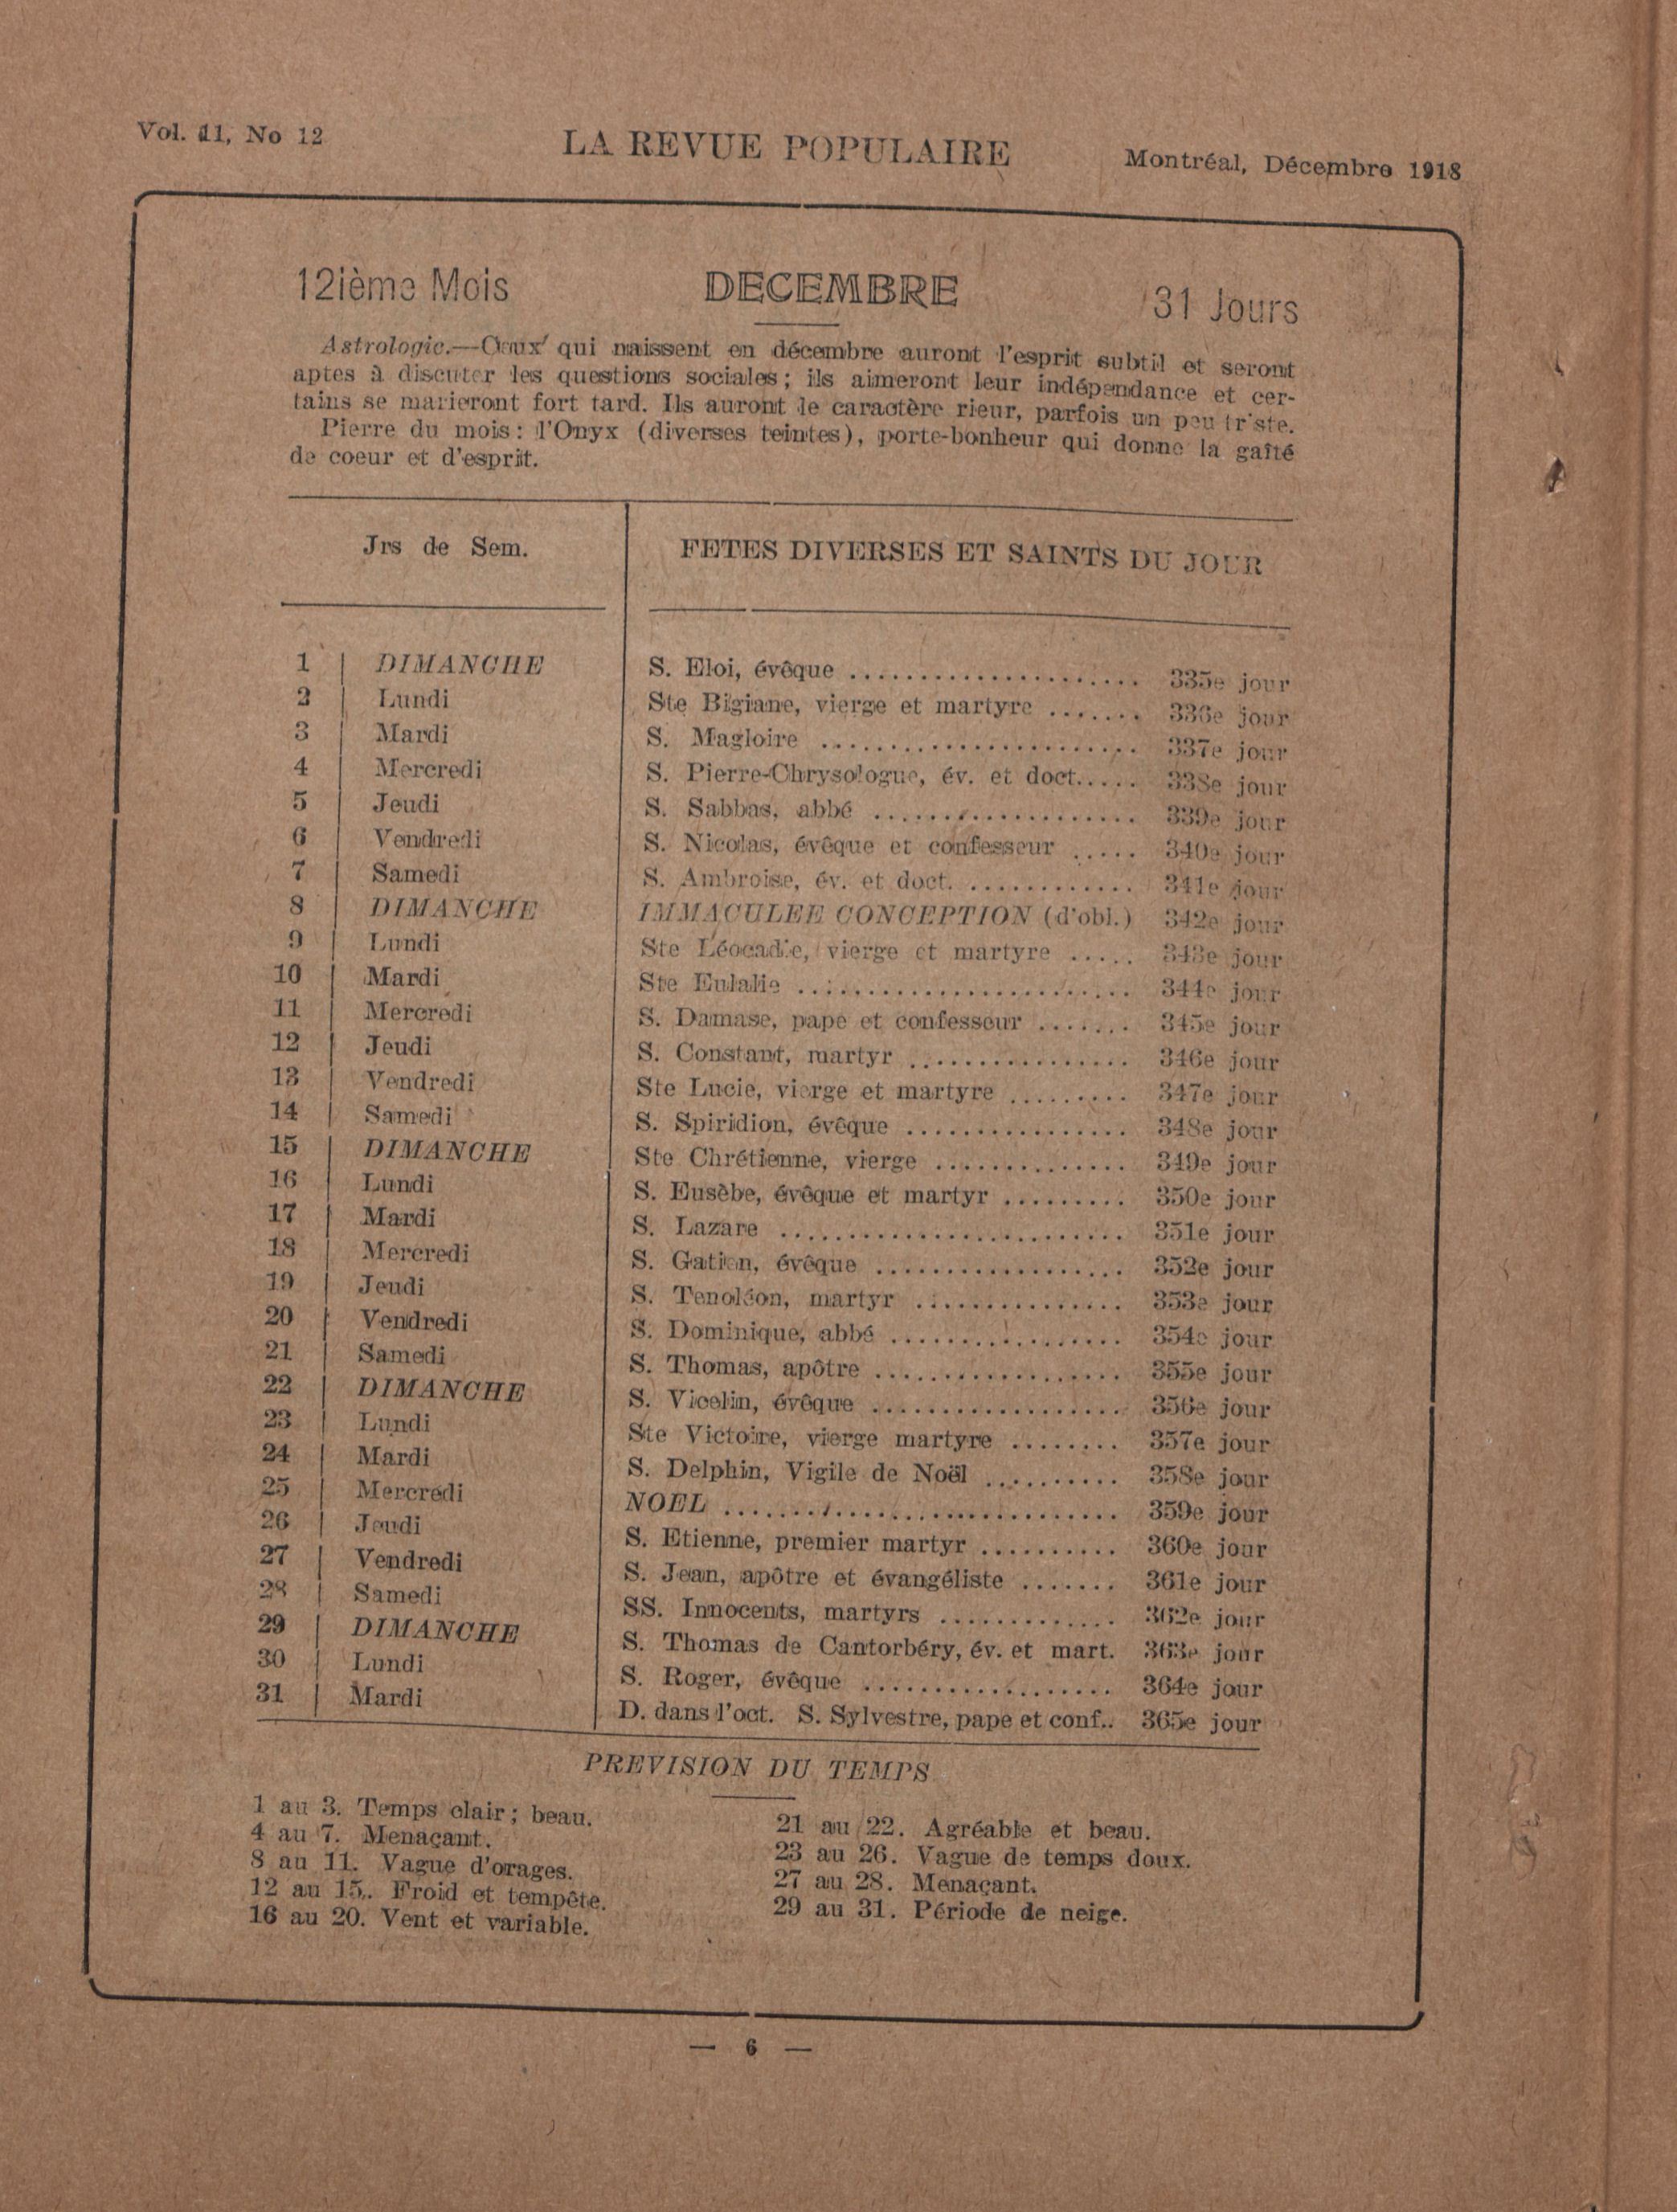 Vol. 11, No 12 LA REVUE POPULAIRE Montréal, Décembre 1918
12ième Mois DECEMBRE 31 Jours
Astrologie.—Ceux qui naissent en décembre auront l'esprit subtil et seront
aptes à discuter les questions sociales; ils aimeront leur indépendance et cer-
tains se marieront fort tard. Ils auront le caractère rieur, parfois un peu triste.
Pierre du mois: l'Onyx (diverses teintes), porte-bonheur qui donne la gaîté
de coeur et d'esprit.
Jrs de Sem. FETES DIVERSES ET SAINTS DU JOUR
1 | DIMANCHE S. Eloi, évêque ..................... 335e jour
2 | Lundi Ste Bigiane, vierge et martyre ....... 336e jour
3 | Mardi S. Magloire ....................... 337e jour
4 | Mercredi S. Pierre-Chrysologue, év. et doct..... 338e jour
5 | Jeudi S. Sabbas, abbé ................... 339e jour
6 | Vendredi S. Nicolas, évêque et confesseur ..... 340e jour
7 | Samedi S. Ambroise, év. et doct. ............ 341e jour
8 | DIMANCHE IMMACULEE CONCEPTION (d'obl.) 342e jour
9 | Lundi Ste Léocadie, vierge et martyre ..... 343e jour
10 | Mardi Ste Eulalie ........................ 344e jour
11 | Mercredi S. Damase, pape et confesseur ....... 345e jour
12 | Jeudi S. Constant, martyr ................ 346e jour
13 | Vendredi Ste Lucie, vierge et martyre ......... 347e jour
14 | Samedi S. Spiridion, évêque ................ 348e jour
15 | DIMANCHE Ste Chrétienne, vierge .............. 349e jour
16 | Lundi S. Eusèbe, évêque et martyr ......... 350e jour
17 | Mardi S. Lazare ......................... 351e jour
18 | Mercredi S. Gatien, évêque .................. 352e jour
19 | Jeudi S. Tenoléon, martyr ............... 353e jour
20 | Vendredi S. Dominique, abbé ................. 354e jour
21 | Samedi S. Thomas, apôtre .................. 355e jour
22 | DIMANCHE S. Vicelin, évêque .................. 356e jour
23 | Lundi Ste Victoire, vierge martyre ........ 357e jour
24 | Mardi S. Delphin, Vigile de Noël .......... 358e jour
25 | Mercredi NOEL ............................ 359e jour
26 | Jeudi S. Etienne, premier martyr .......... 360e jour
27 | Vendredi S. Jean, apôtre et évangéliste ....... 361e jour
28 | Samedi SS. Innocents, martyrs ............. 362e jour
29 | DIMANCHE S. Thomas de Cantorbéry, év. et mart. 363e jour
30 | Lundi S. Roger, évêque .................. 364e jour
31 | Mardi D. dans l'oct. S. Sylvestre, pape et conf.. 365e jour
PREVISION DU TEMPS
1 au 3. Temps clair; beau.
4 au 7. Menaçant.
8 au 11. Vague d'orages.
12 au 15. Froid et tempête.
16 au 20. Vent et variable.
21 au 22. Agréable et beau.
23 au 26. Vague de temps doux.
27 au 28. Menaçant.
29 au 31. Période de neige.
— 6 —